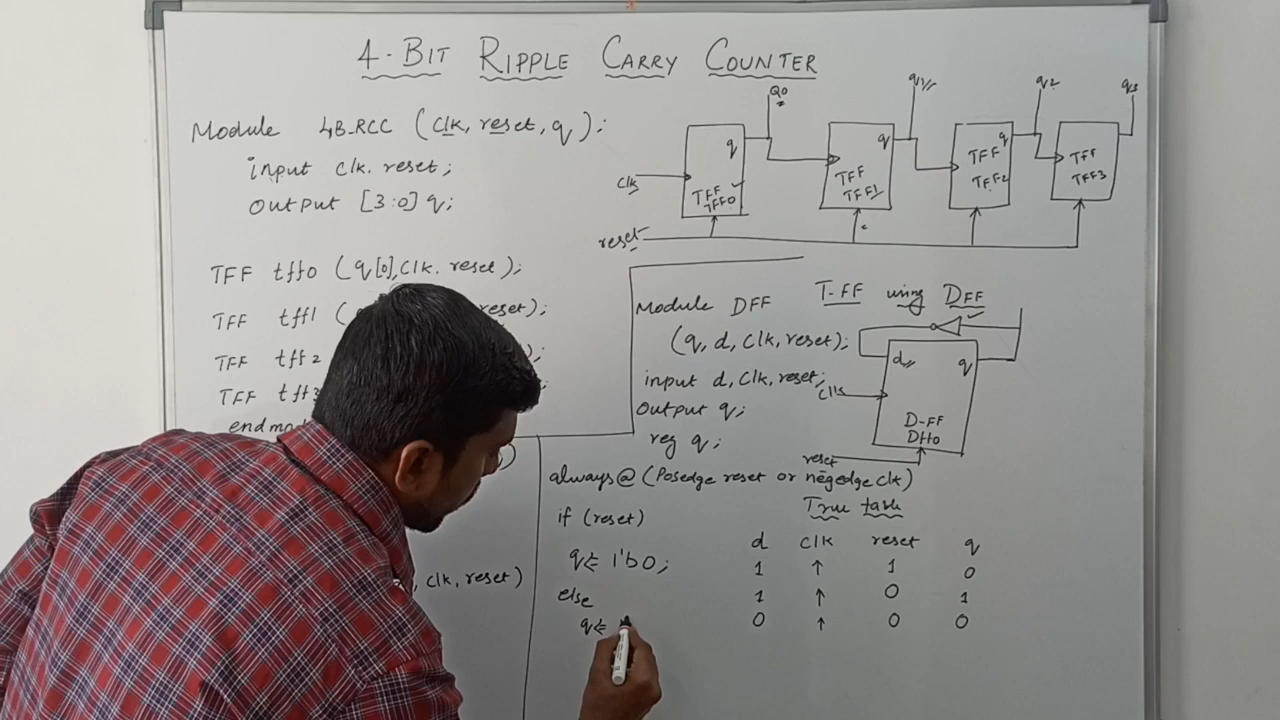 4-BIT RIPPLE CARRY COUNTER
Module 4B_RCC (Clk, reset, q);
input clk. reset;
output [3:0] q;
TFF tff0 (q[0], Clk. reset);
TFF tff1 ( reset);
TFF tff2 );
TFF tff3 ;
endmod
)
, clk, reset)
Q0
q1
q2
q3
q
q
q
TFF
TFF0
TFF
TFF1
TFF
TFF2
TFF
TFF3
Clk
reset
Module DFF
(q, d, Clk, reset);
input d, Clk, reset;
Output q;
reg q;
always@ (Posedge reset or negedge clk)
if (reset)
q<= 1'b0;
else
q<=
T-FF using DFF
d
q
Clk
D-FF
Dff0
reset
True table
d clk reset q
1 ↑ 1 0
1 ↑ 0 1
0 ↑ 0 0